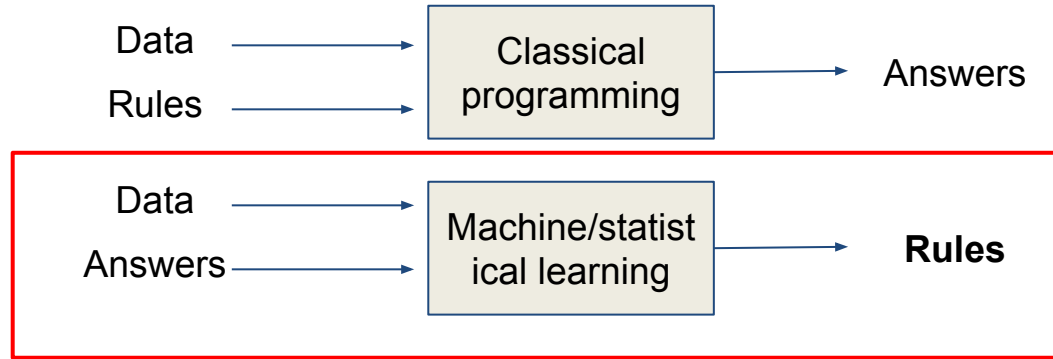 Data
Rules
Classical
programming
Answers
Data
Answers
Machine/statist
ical learning
Rules